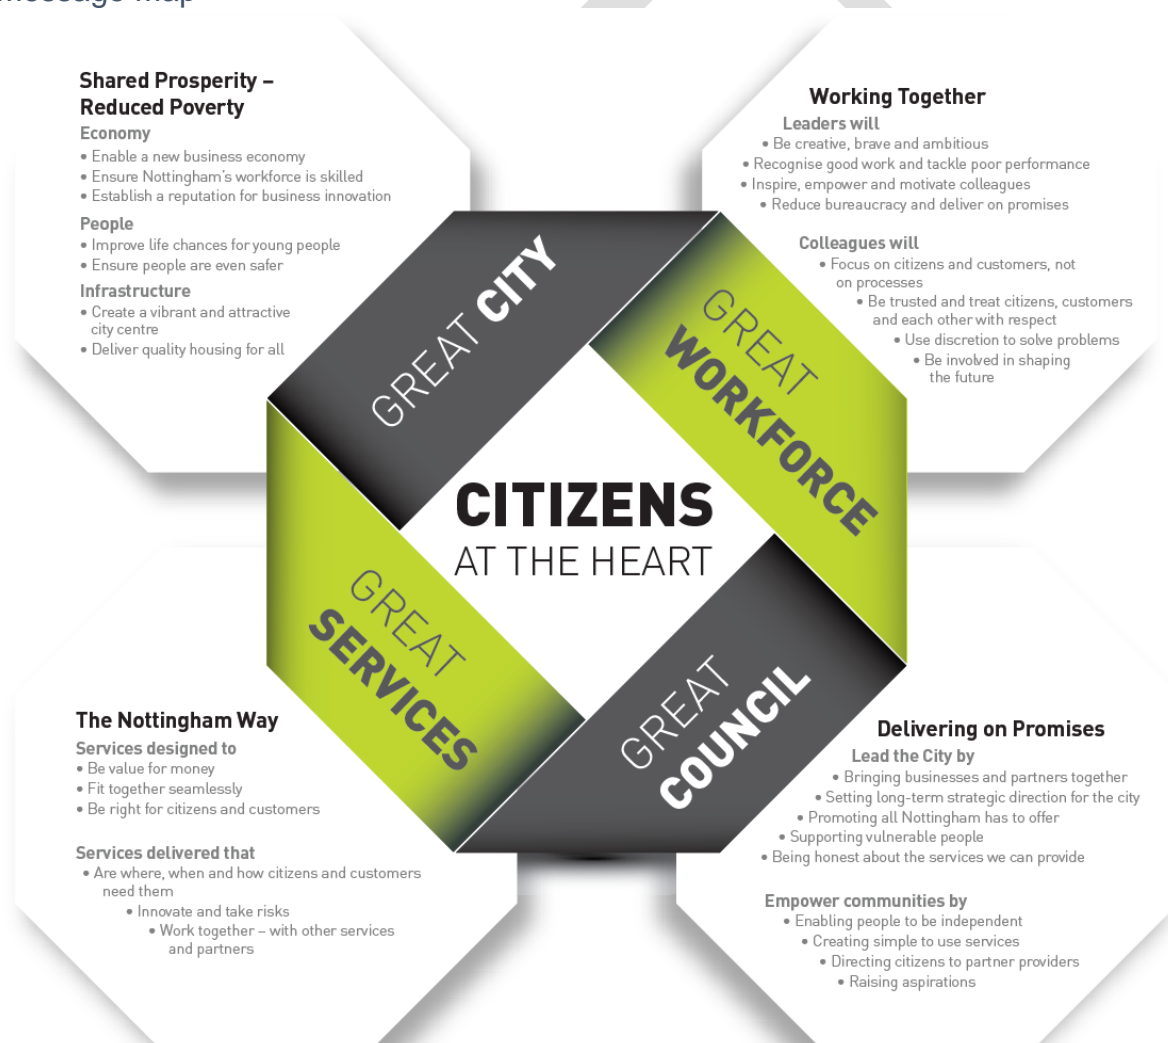 message map
Shared Prosperity –
Reduced Poverty
Economy
• Enable a new business economy
• Ensure Nottingham's workforce is skilled
• Establish a reputation for business innovation
People
• Improve life chances for young people
• Ensure people are even safer
Infrastructure
• Create a vibrant and attractive
city centre
• Deliver quality housing for all
Working Together
Leaders will
• Be creative, brave and ambitious
• Recognise good work and tackle poor performance
• Inspire, empower and motivate colleagues
• Reduce bureaucracy and deliver on promises
Colleagues will
• Focus on citizens and customers, not
on processes
• Be trusted and treat citizens, customers
and each other with respect
• Use discretion to solve problems
• Be involved in shaping
the future
GREAT CITY
GREAT
WORKFORCE
CITIZENS
AT THE HEART
GREAT
SERVICES
GREAT
COUNCIL
The Nottingham Way
Services designed to
• Be value for money
• Fit together seamlessly
• Be right for citizens and customers
Services delivered that
• Are where, when and how citizens and customers
need them
• Innovate and take risks
• Work together – with other services
and partners
Delivering on Promises
Lead the City by
• Bringing businesses and partners together
• Setting long-term strategic direction for the city
• Promoting all Nottingham has to offer
• Supporting vulnerable people
• Being honest about the services we can provide
Empower communities by
• Enabling people to be independent
• Creating simple to use services
• Directing citizens to partner providers
• Raising aspirations